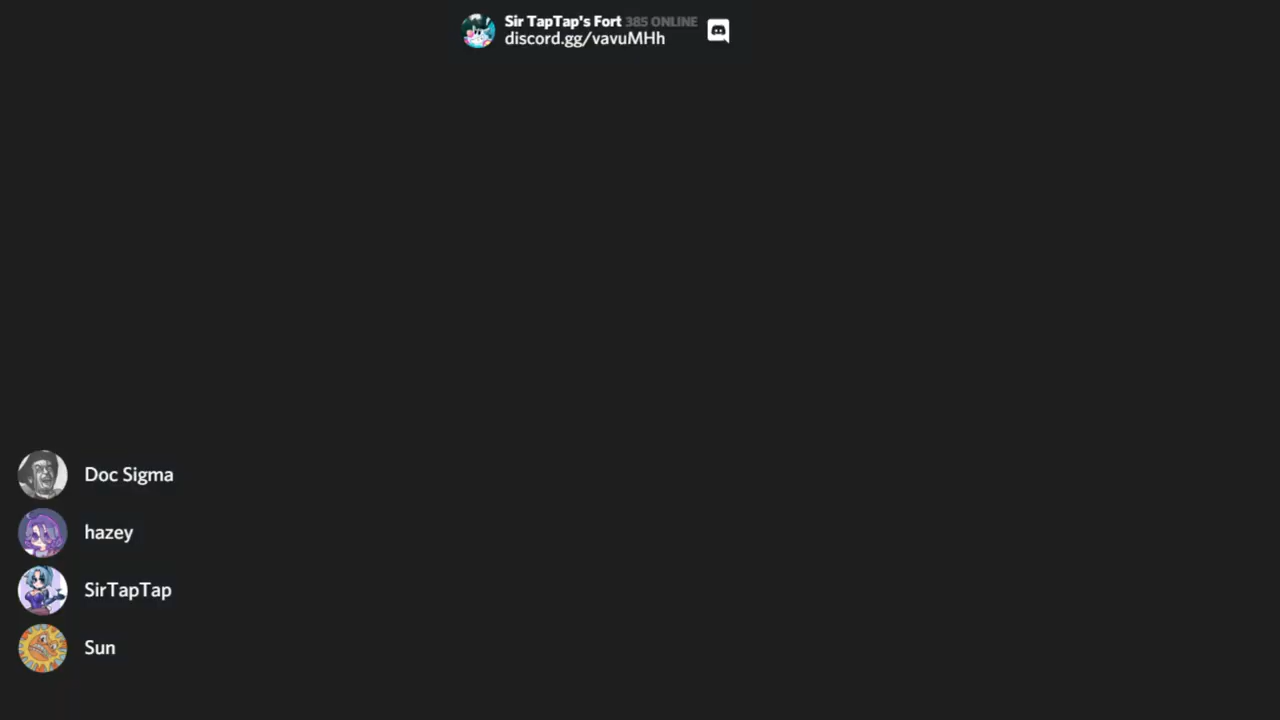 Sir TapTap's Fort 385 ONLINE
discord.gg/vavuMHh
Doc Sigma
hazey
SirTapTap
Sun